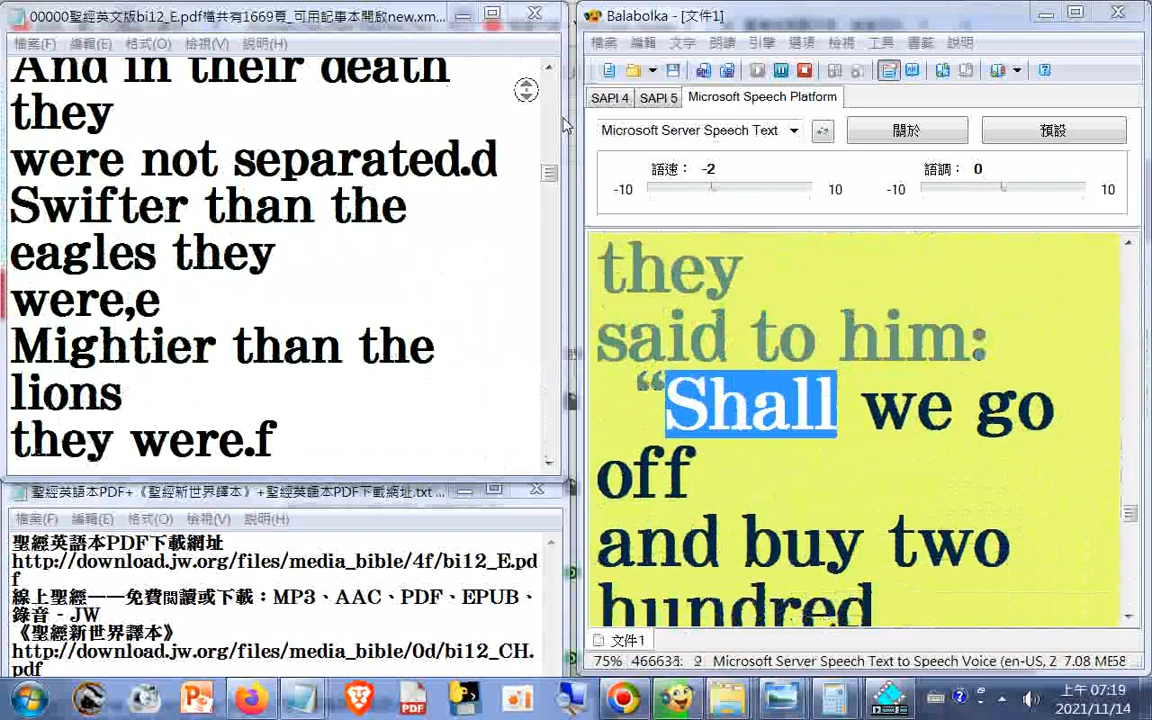 00000聖經英文版bi12_E.pdf檔共有1669頁_可用記事本開啟new.xm...
檔案(F) 編輯(E) 格式(O) 檢視(V) 說明(H)
And in their death
they
were not separated.d
Swifter than the
eagles they
were,e
Mightier than the
lions
they were.f
聖經英語本PDF+《聖經新世界譯本》+聖經英語本PDF下載網址.txt ...
檔案(F) 編輯(E) 格式(O) 檢視(V) 說明(H)
聖經英語本PDF下載網址
http://download.jw.org/files/media_bible/4f/bi12_E.pd
f
線上聖經——免費閱讀或下載：MP3、AAC、PDF、EPUB、
錄音 - JW
《聖經新世界譯本》
http://download.jw.org/files/media_bible/0d/bi12_CH.
pdf
Balabolka - [文件1]
檔案 編輯 文字 朗讀 引擎 選項 檢視 工具 書籤 說明
SAPI 4 SAPI 5 Microsoft Speech Platform
Microsoft Server Speech Text 關於 預設
語速： -2 語調： 0
-10 10 -10 10
they
said to him:
“Shall we go
off
and buy two
hundred
文件1
75% Microsoft Server Speech Text to Speech Voice (en-US, Z 7.08 ME
上午 07:19
2021/11/14